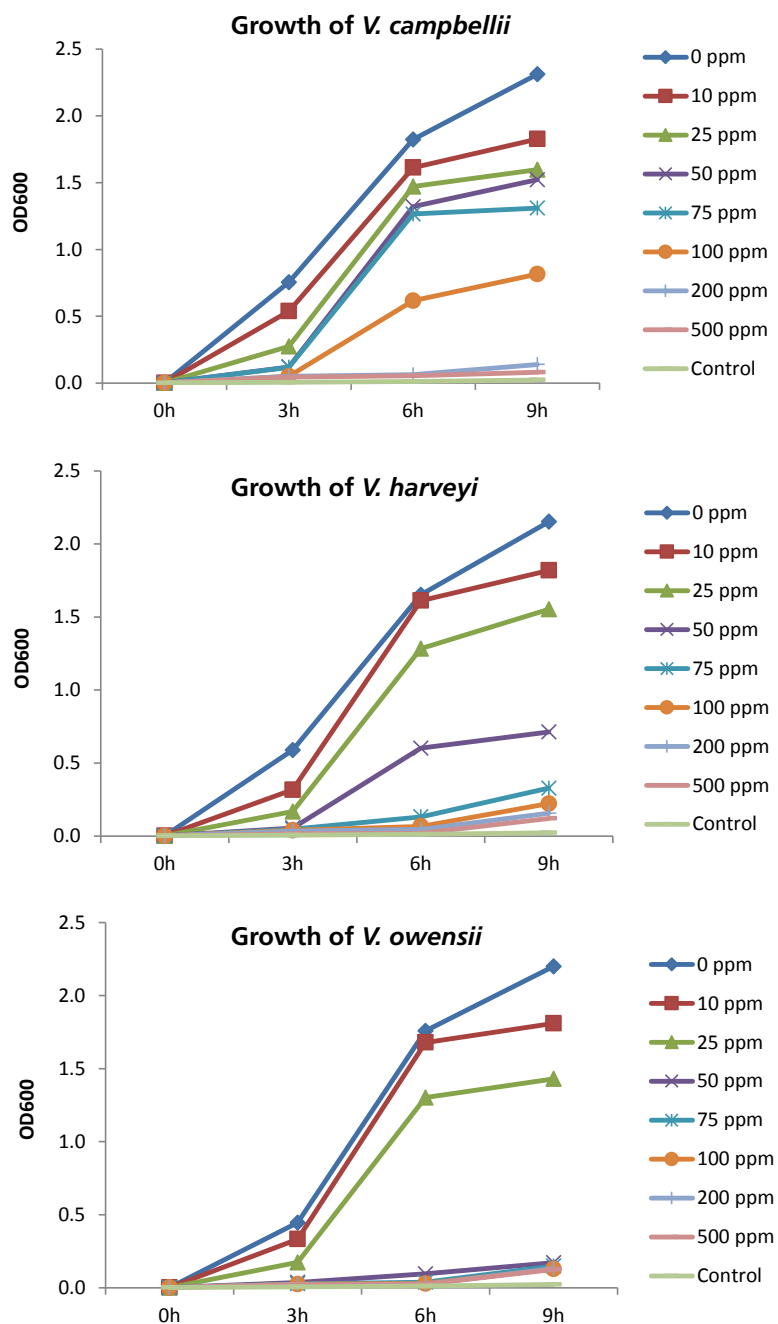 Growth of V. campbellii
OD600
2.5
2.0
1.5
1.0
0.5
0.0
0h 3h 6h 9h
0 ppm
10 ppm
25 ppm
50 ppm
75 ppm
100 ppm
200 ppm
500 ppm
Control
Growth of V. harveyi
OD600
2.5
2.0
1.5
1.0
0.5
0.0
0h 3h 6h 9h
0 ppm
10 ppm
25 ppm
50 ppm
75 ppm
100 ppm
200 ppm
500 ppm
Control
Growth of V. owensii
OD600
2.5
2.0
1.5
1.0
0.5
0.0
0h 3h 6h 9h
0 ppm
10 ppm
25 ppm
50 ppm
75 ppm
100 ppm
200 ppm
500 ppm
Control